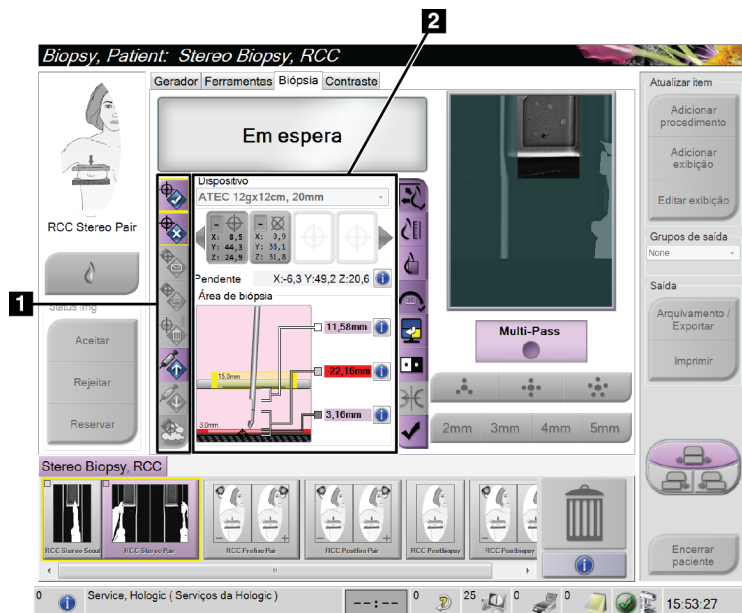 2
Biopsy, Patient: Stereo Biopsy, RCC
Gerador Ferramentas Biópsia Contraste
Em espera
1
RCC Stereo Pair
Status Img
Aceitar
Rejeitar
Reservar
Dispositivo
ATEC 12gx12cm, 20mm
X: 8,5
Y: 44,3
Z: 24,9
X: 9,9
Y: 33,1
Z: 31,8
Pendente X:-6,3 Y:49,2 Z:20,6
Área de biópsia
15,0mm
3,0mm
11,58mm
-22,16mm
3,16mm
Multi-Pass
2mm 3mm 4mm 5mm
Atualizar item
Adicionar
procedimento
Adicionar
exibição
Editar exibição
Grupos de saída
None
Saída
Arquivamento /
Exportar
Imprimir
Encerrar
paciente
Stereo Biopsy, RCC
RCC Stereo Scout
RCC Stereo Pair
RCC Prefire Pair
RCC Postfire Pair
RCC Postbiopsy
RCC Postbiopsy
0
Service, Hologic ( Serviços da Hologic )
--:--
0
25
0
0
15:53:27